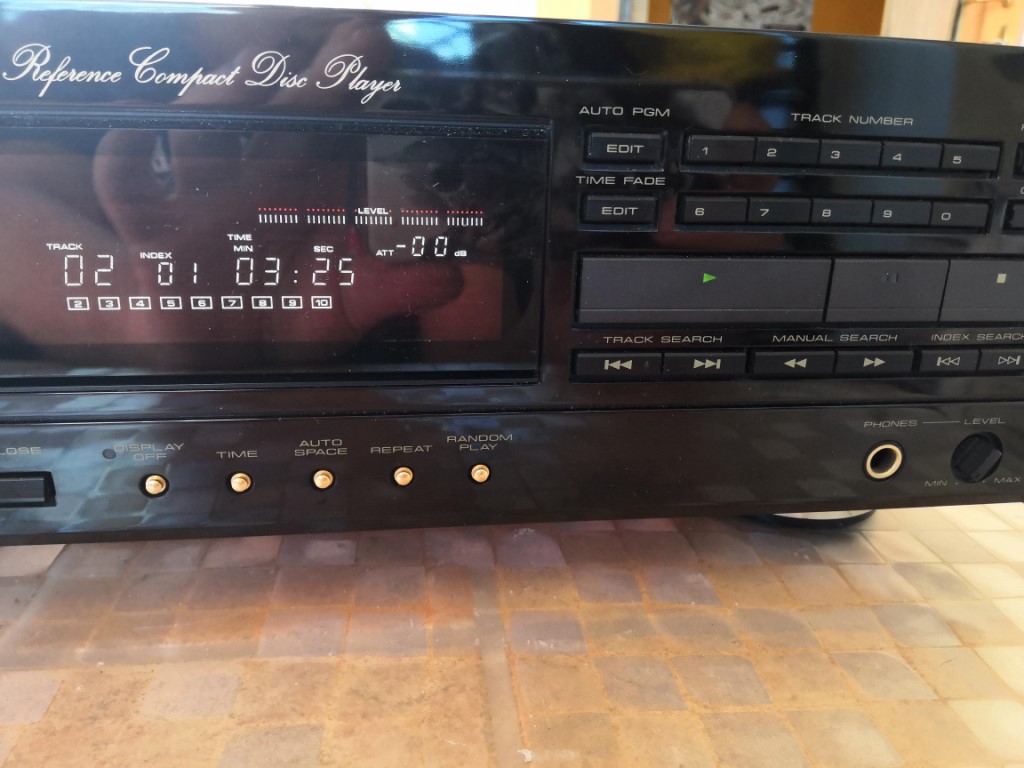 Reference Compact Disc Player
AUTO PGM
TRACK NUMBER
EDIT
1 2 3 4 5
TIME FADE
EDIT
6 7 8 9 0
LEVEL
TRACK
INDEX
TIME
MIN
SEC
ATT -00 dB
02 01 03:25
2 3 4 5 6 7 8 9 10
TRACK SEARCH
MANUAL SEARCH
INDEX SEARCH
DISPLAY
OFF
TIME
AUTO
SPACE
REPEAT
RANDOM
PLAY
PHONES
LEVEL
MIN
MAX